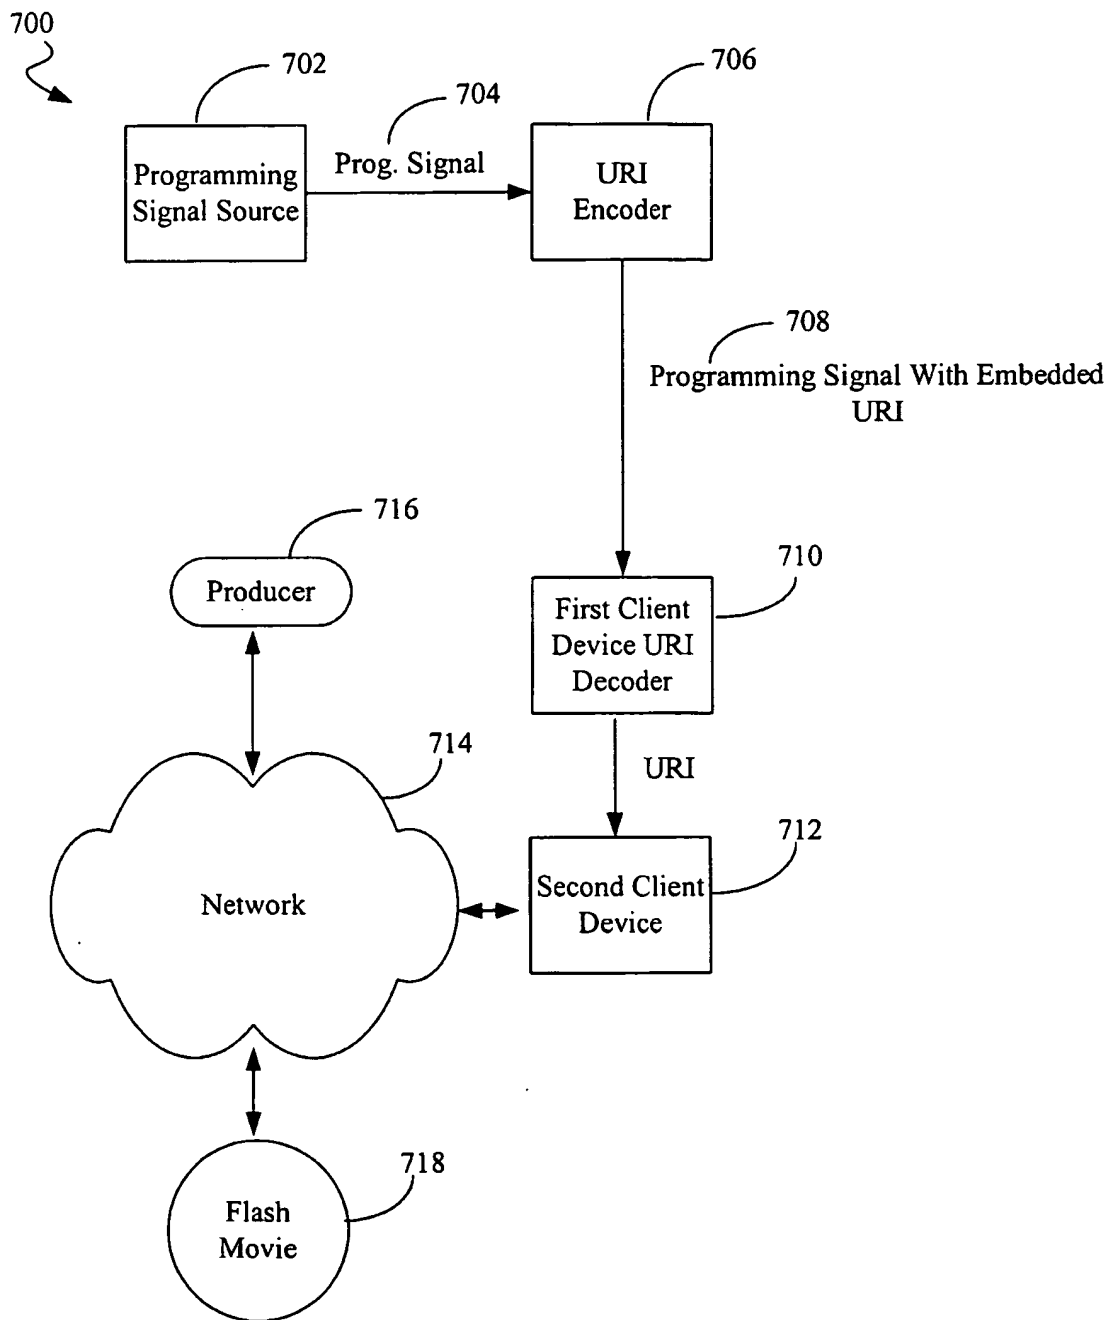 700
702
704
706
Prog. Signal
Programming
Signal Source
URI
Encoder
708
Programming Signal With Embedded
URI
716
Producer
710
First Client
Device URI
Decoder
714
URI
712
Network
Second Client
Device
718
Flash
Movie